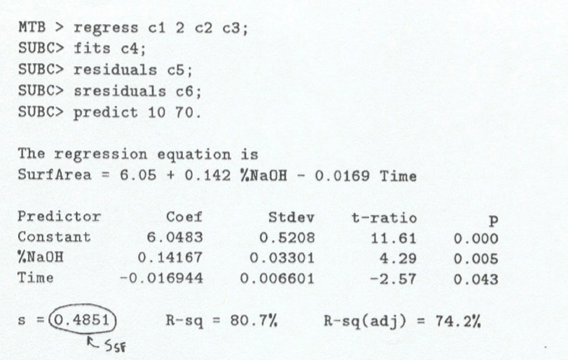 MTB > regress c1 2 c2 c3;
SUBC> fits c4;
SUBC> residuals c5;
SUBC> sresiduals c6;
SUBC> predict 10 70.
The regression equation is
SurfArea = 6.05 + 0.142 %NaOH - 0.0169 Time
Predictor Coef Stdev t-ratio p
Constant 6.0483 0.5208 11.61 0.000
%NaOH 0.14167 0.03301 4.29 0.005
Time -0.016944 0.006601 -2.57 0.043
s = 0.4851 R-sq = 80.7% R-sq(adj) = 74.2%